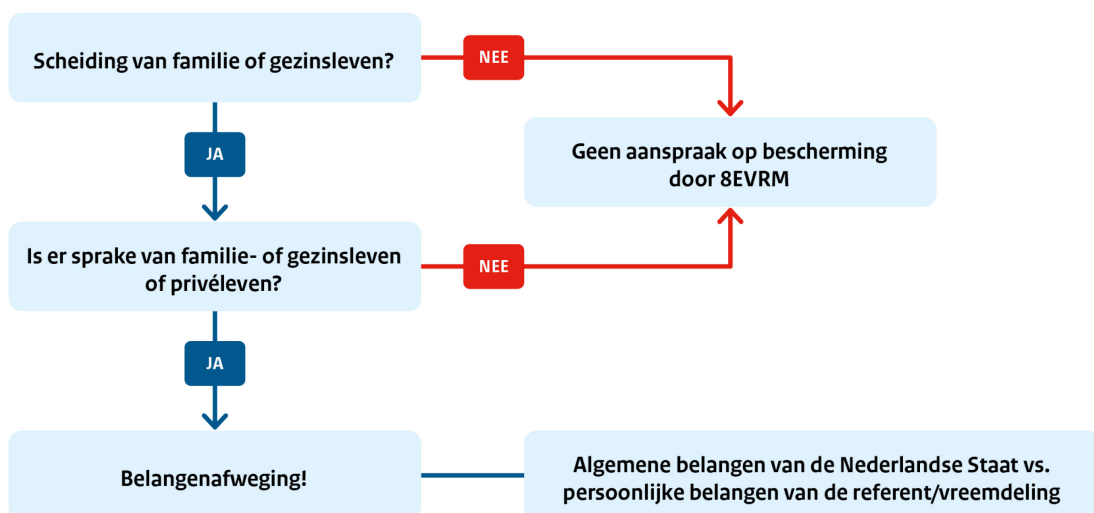 Scheiding van familie of gezinsleven?
NEE
JA
Geen aanspraak op bescherming
door 8EVRM
Is er sprake van familie- of gezinsleven
of privéleven?
NEE
JA
Belangenafweging!
Algemene belangen van de Nederlandse Staat vs.
persoonlijke belangen van de referent/vreemdeling